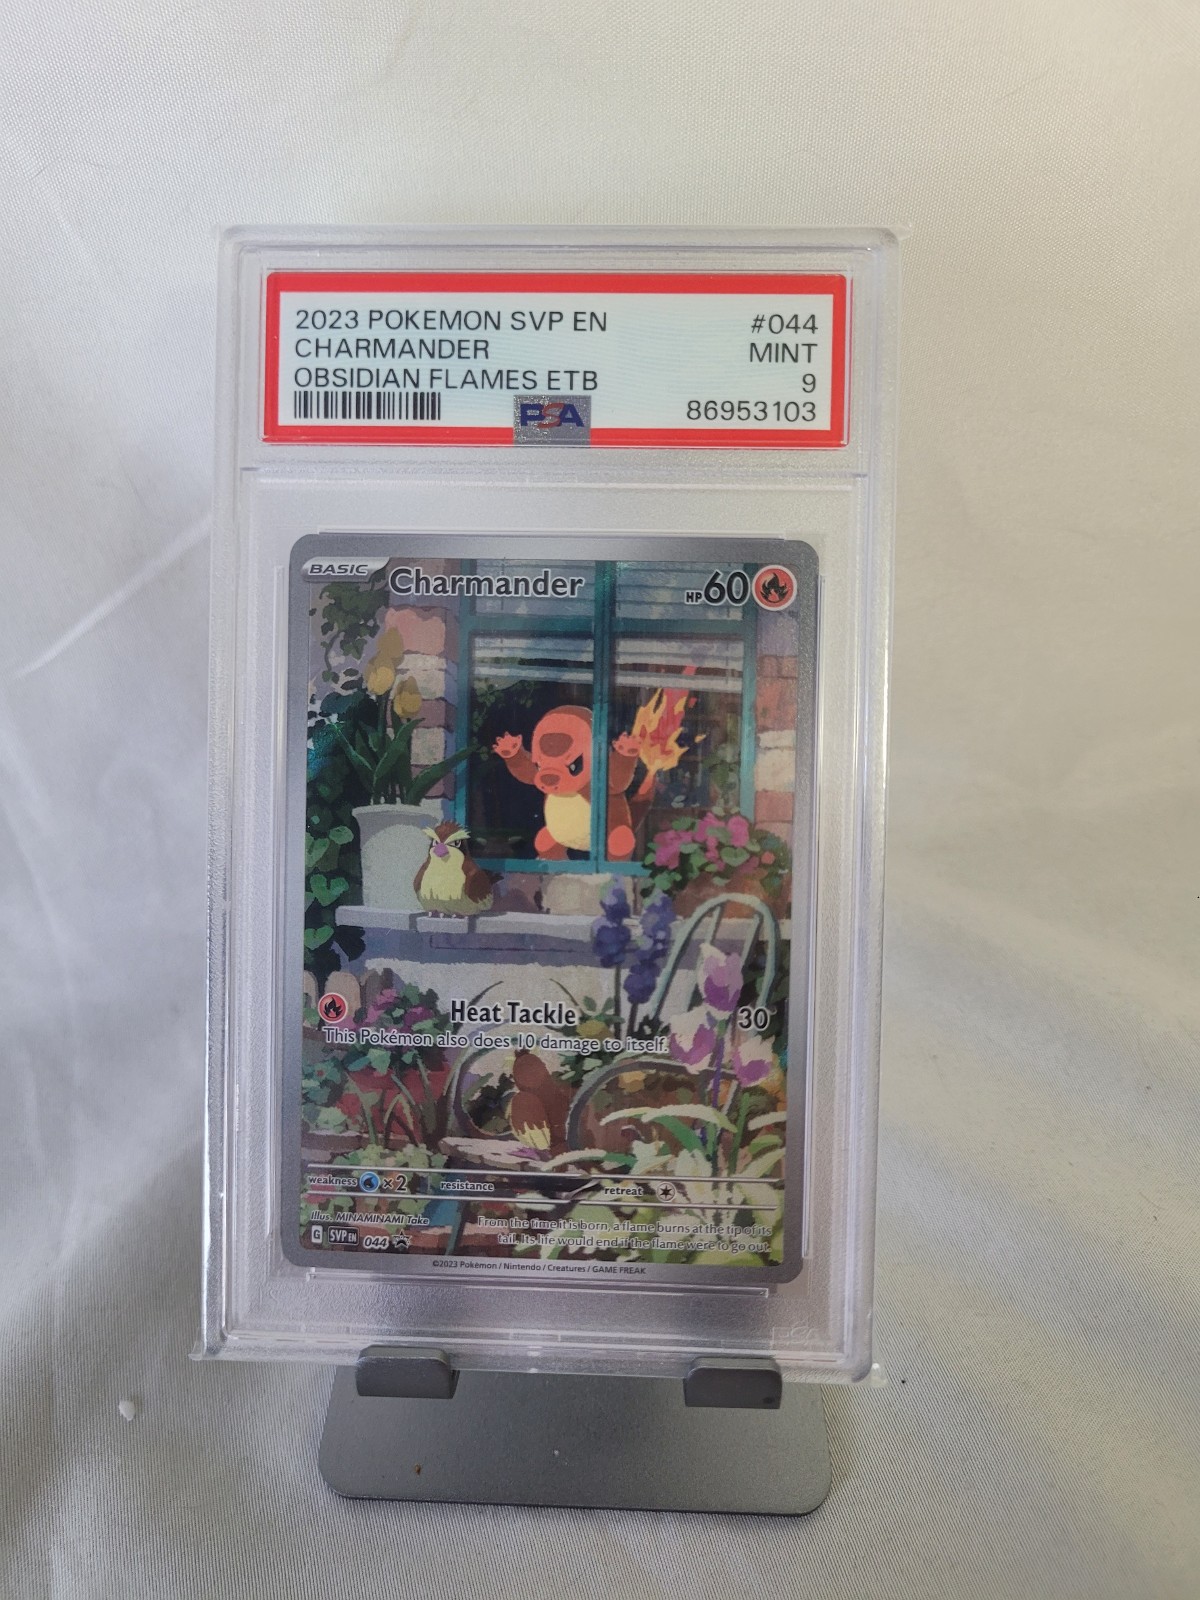 2023 POKEMON SVP EN #044
CHARMANDER MINT
OBSIDIAN FLAMES ETB 9
PSA 86953103
BASIC Charmander HP 60
Heat Tackle 30
This Pokémon also does 10 damage to itself.
weakness ×2 resistance retreat
Illus. MINAMINAMI Take
From the time it is born, a flame burns at the tip of its
tail. Its life would end if the flame were to go out.
G SVP EN 044
©2023 Pokémon / Nintendo / Creatures / GAME FREAK
PSA